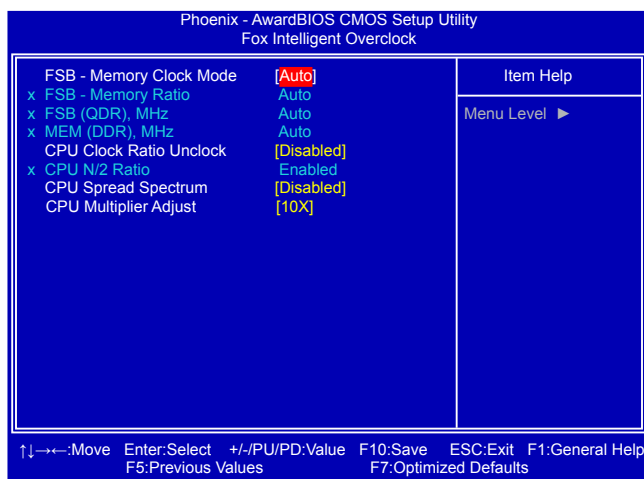 Phoenix - AwardBIOS CMOS Setup Utility
Fox Intelligent Overclock
FSB - Memory Clock Mode [Auto]
x FSB - Memory Ratio Auto
x FSB (QDR), MHz Auto
x MEM (DDR), MHz Auto
CPU Clock Ratio Unclock [Disabled]
x CPU N/2 Ratio Enabled
CPU Spread Spectrum [Disabled]
CPU Multiplier Adjust [10X]
Item Help
Menu Level ►
↑↓→←:Move Enter:Select +/-/PU/PD:Value F10:Save ESC:Exit F1:General Help
F5:Previous Values F7:Optimized Defaults